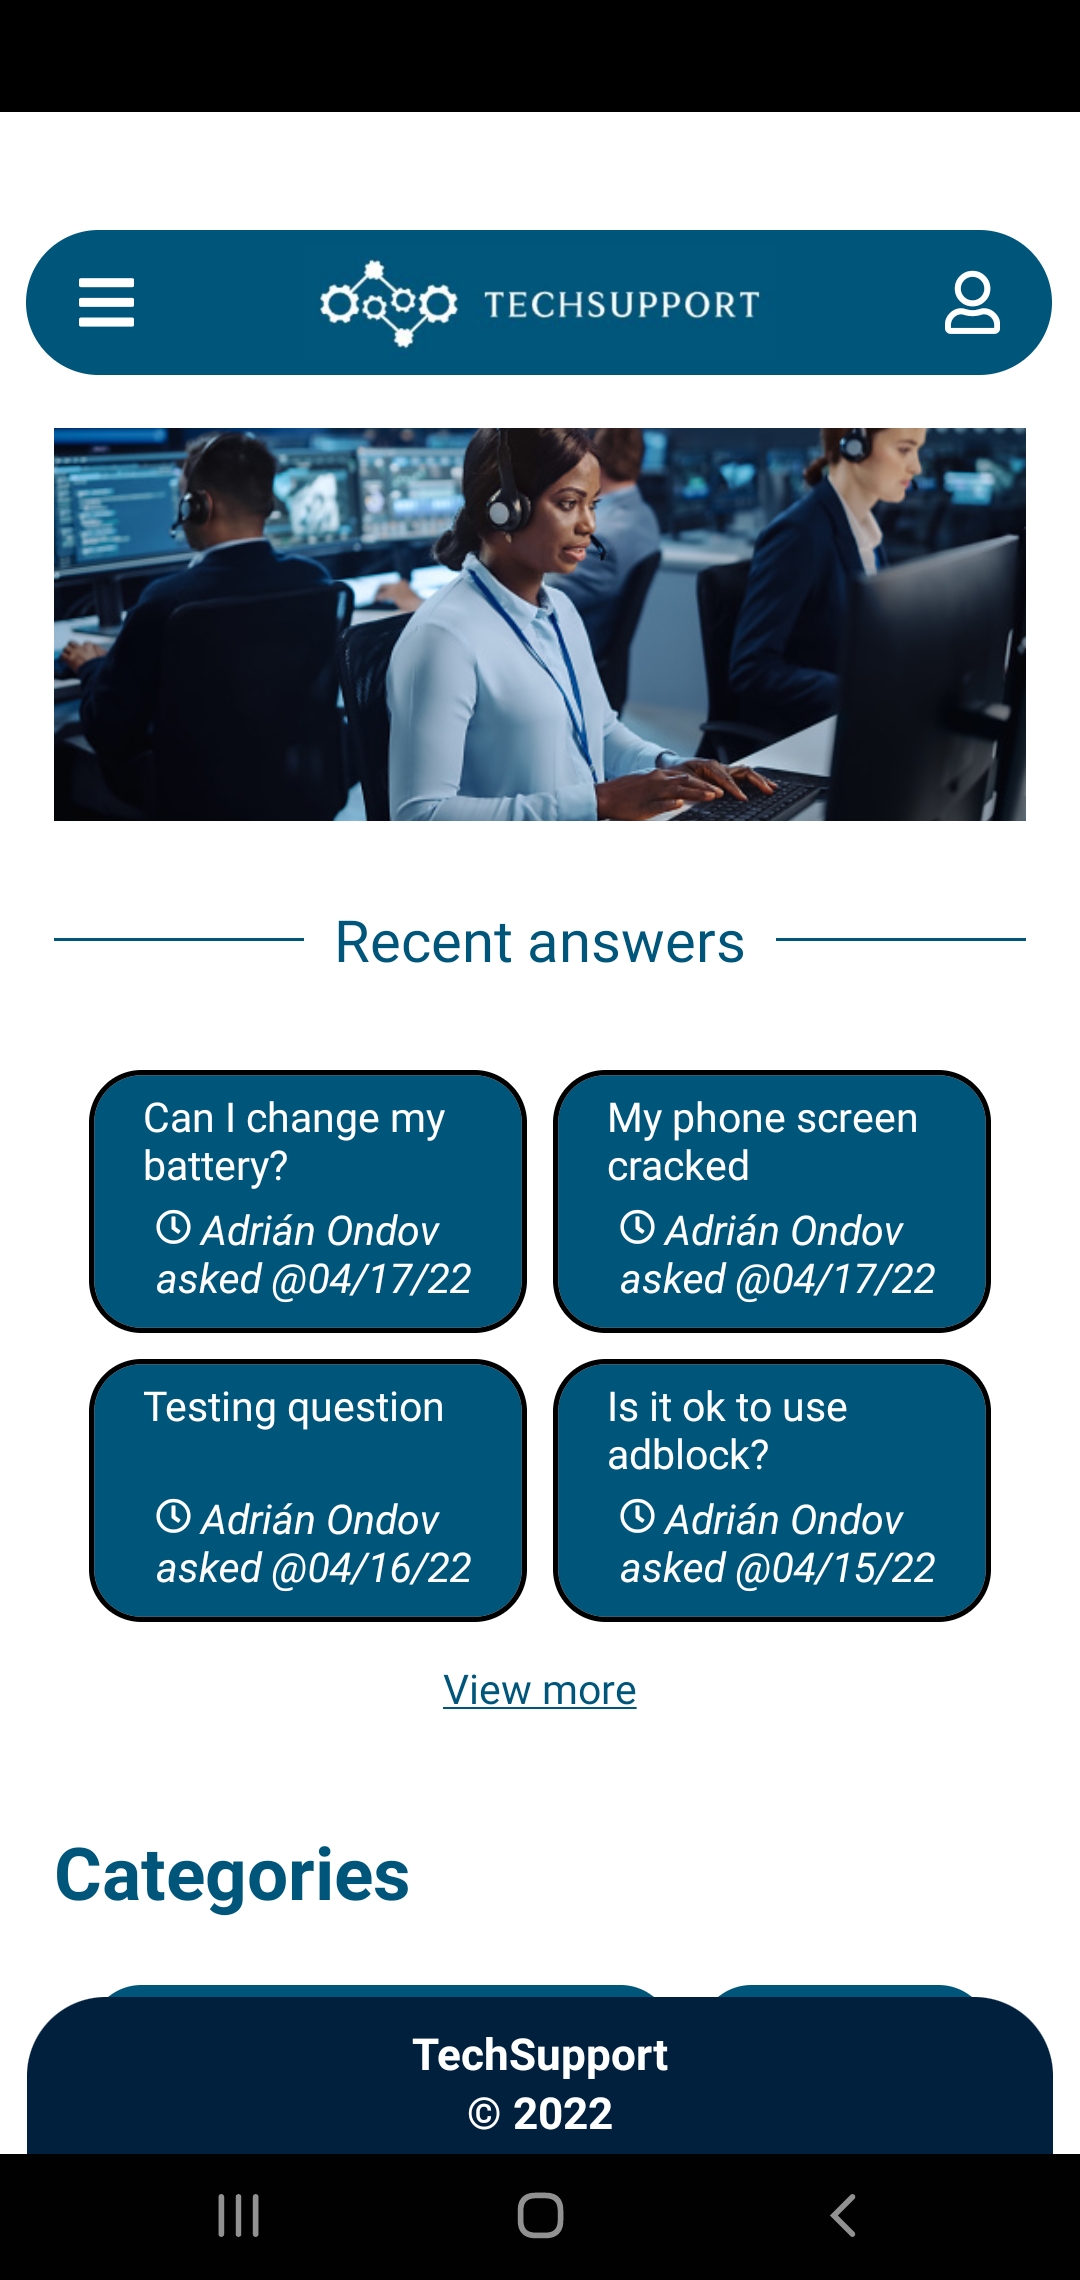 TECHSUPPORT
Recent answers
Can I change my
battery?
Adrián Ondov
asked @04/17/22
My phone screen
cracked
Adrián Ondov
asked @04/17/22
Testing question
Adrián Ondov
asked @04/16/22
Is it ok to use
adblock?
Adrián Ondov
asked @04/15/22
View more
Categories
TechSupport
© 2022